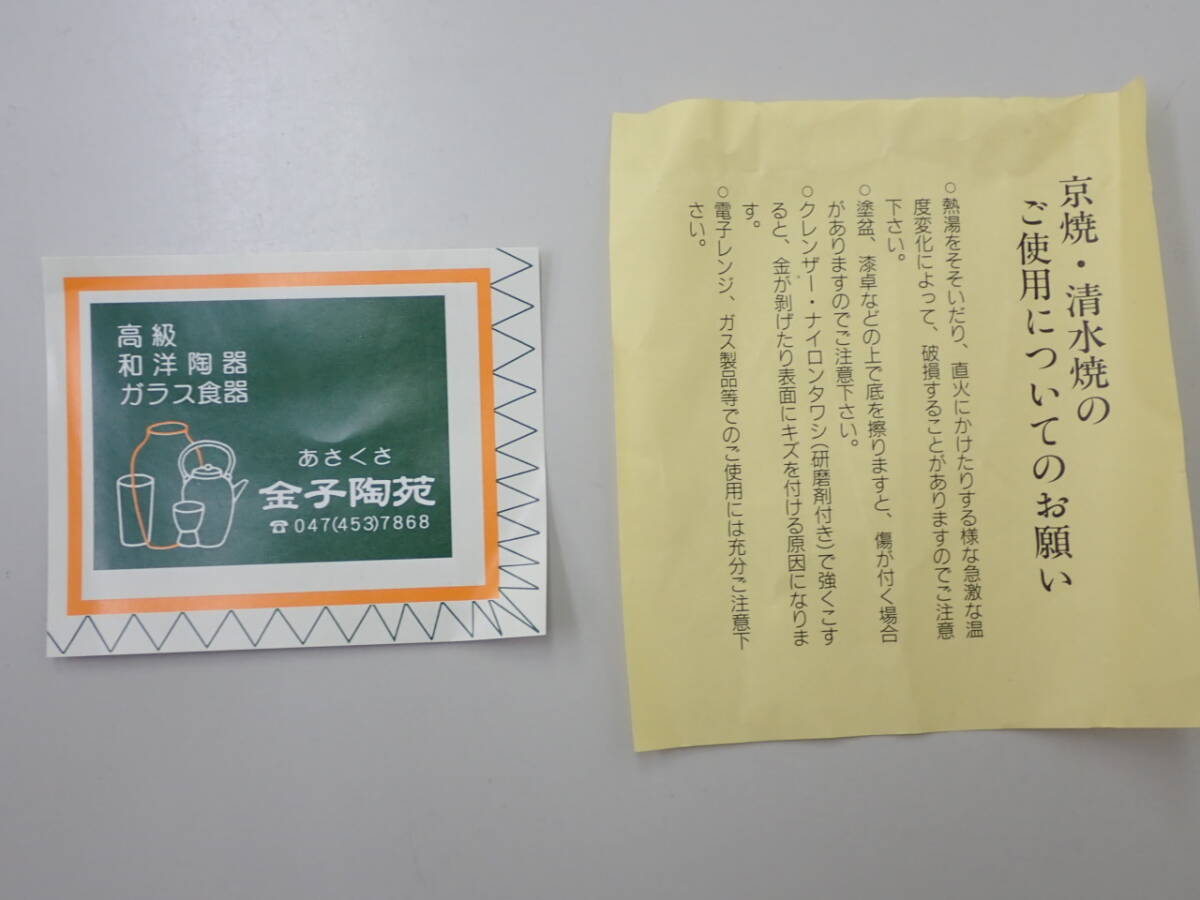 高級
和洋陶器
ガラス食器
あさくさ
金子陶苑
☎047(453)7868
京焼・清水焼の
ご使用についてのお願い
○熱湯をそそいだり、直火にかけたりする様な急激な温
度変化によって、破損することがありますのでご注意
下さい。
○塗盆、漆卓などの上で底を擦りますと、傷が付く場合
がありますのでご注意下さい。
○クレンザー・ナイロンタワシ(研磨剤付き)で強くこす
ると、金が剥げたり表面にキズを付ける原因になりま
す。
○電子レンジ、ガス製品等でのご使用には充分ご注意下
さい。